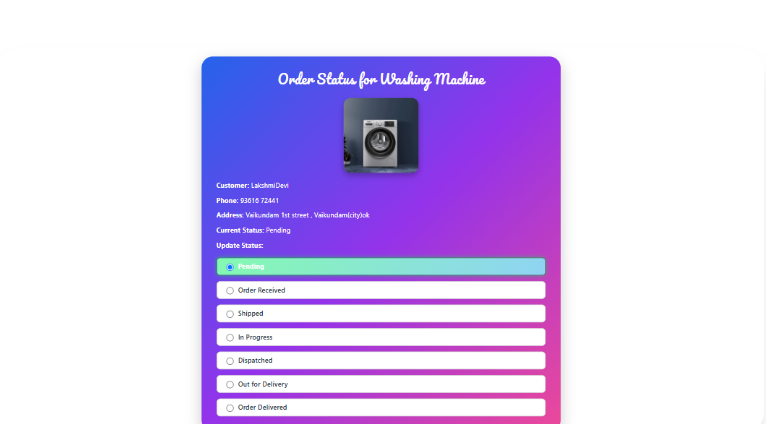 Order Status for Washing Machine
Customer: LakshmiDevi
Phone: 93616 72441
Address: Vaikundam 1st street , Vaikundam(city)ok
Current Status: Pending
Update Status:
Pending
Order Received
Shipped
In Progress
Dispatched
Out for Delivery
Order Delivered